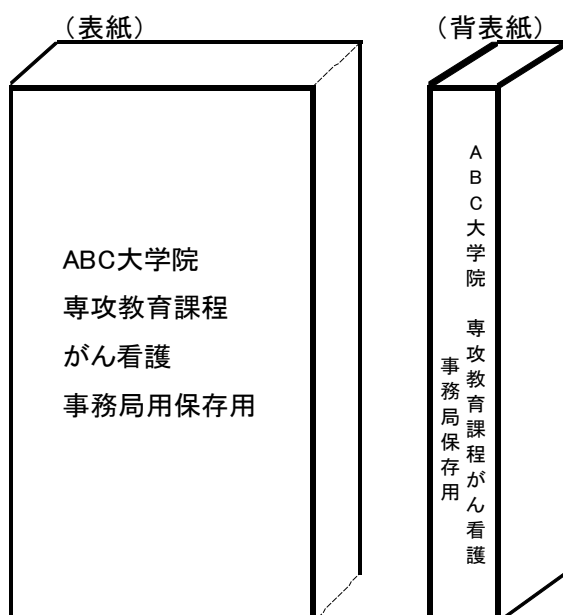 （表紙）
ABC大学院
専攻教育課程
がん看護
事務局用保存用
（背表紙）
ABC大学院　専攻教育課程がん看護
事務局保存用